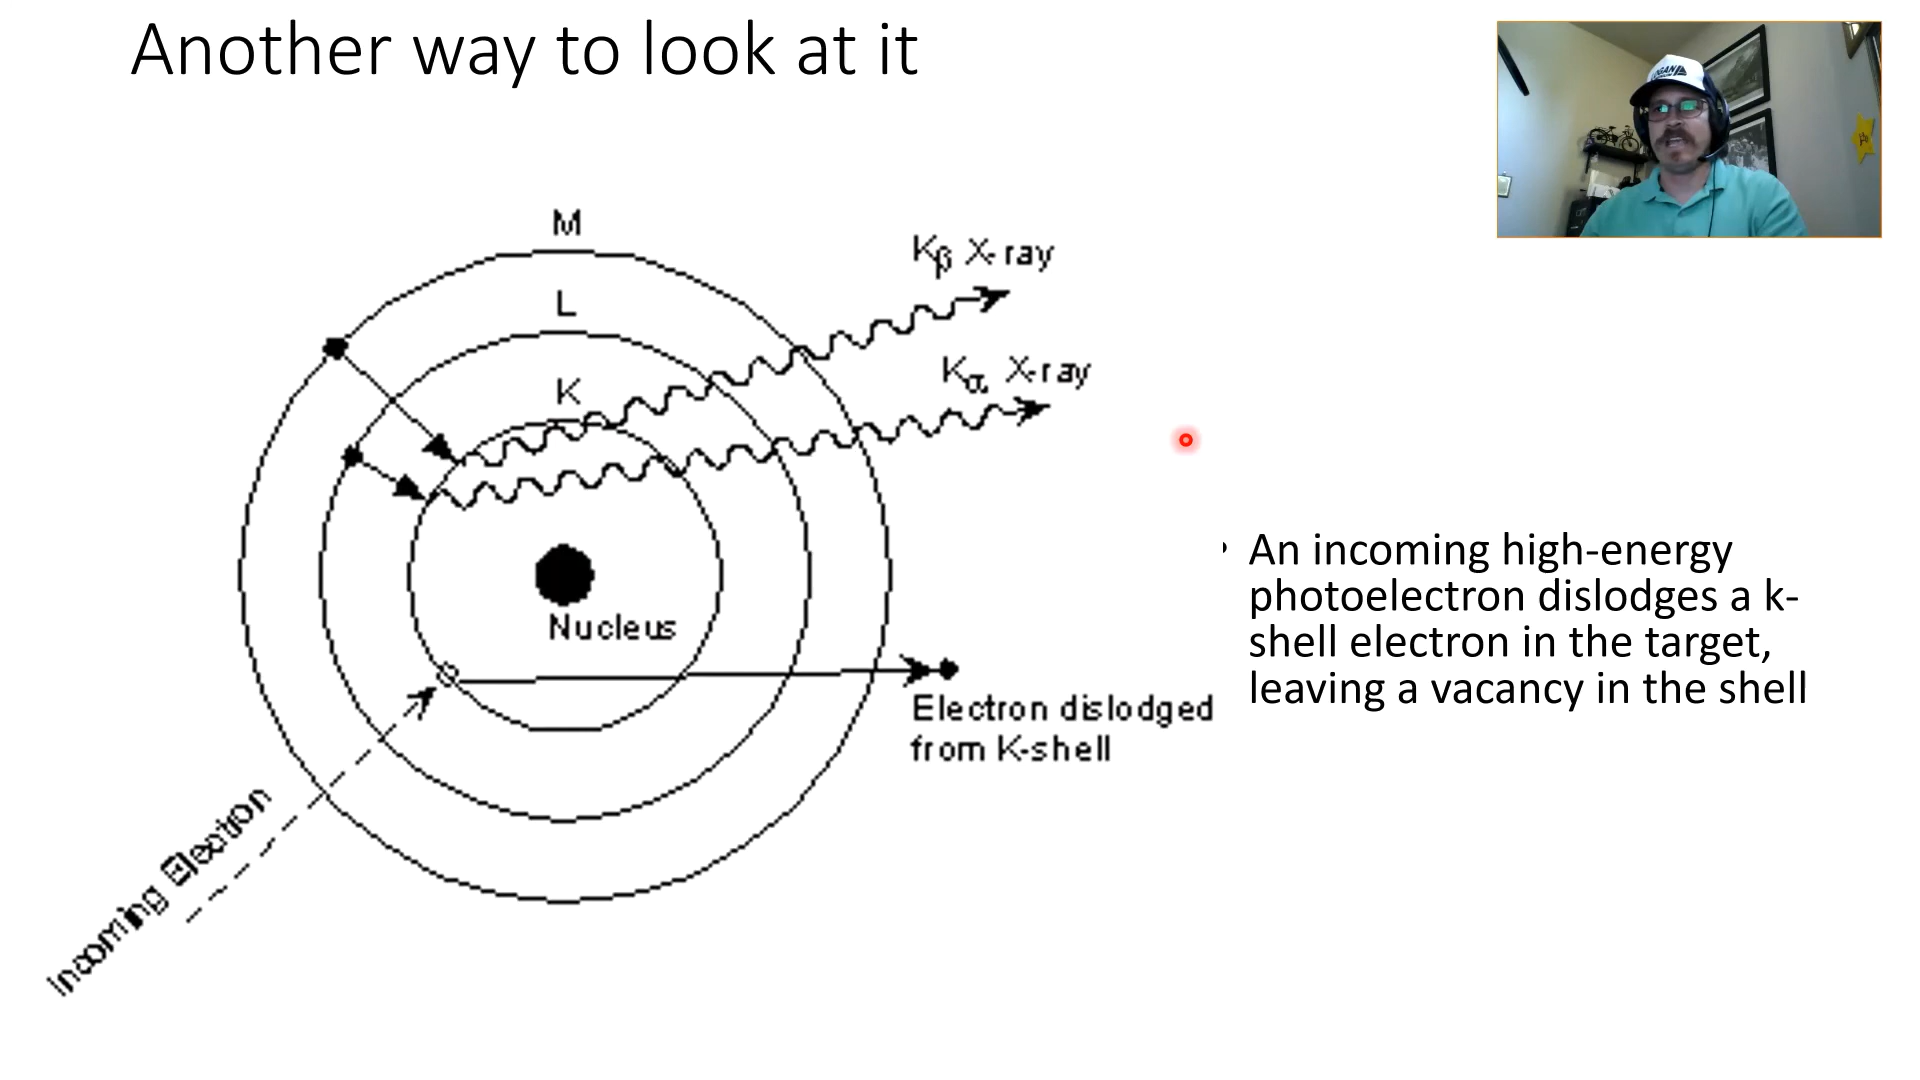 Another way to look at it
M
L
K
Kβ X-ray
Kα X-ray
Nucleus
Electron dislodged
from K-shell
Incoming Electron
• An incoming high-energy
photoelectron dislodges a k-
shell electron in the target,
leaving a vacancy in the shell